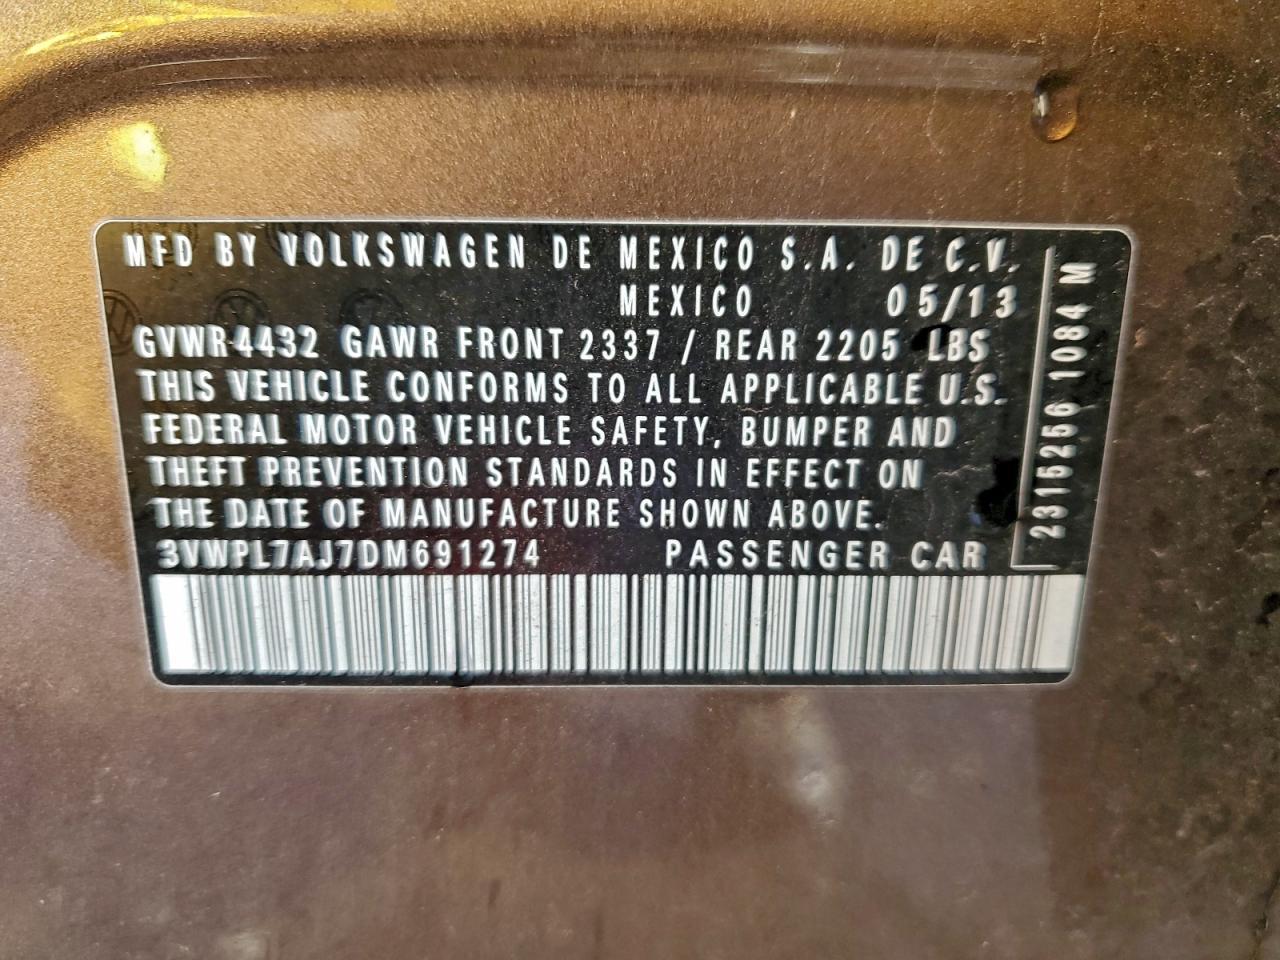 MFD BY VOLKSWAGEN DE MEXICO S.A. DE C.V.
MEXICO 05/13
GVWR 4432 GAWR FRONT 2337 / REAR 2205 LBS
THIS VEHICLE CONFORMS TO ALL APPLICABLE U.S.
FEDERAL MOTOR VEHICLE SAFETY, BUMPER AND
THEFT PREVENTION STANDARDS IN EFFECT ON
THE DATE OF MANUFACTURE SHOWN ABOVE.
3VWPL7AJ7DM691274 PASSENGER CAR
2315256 1084 M